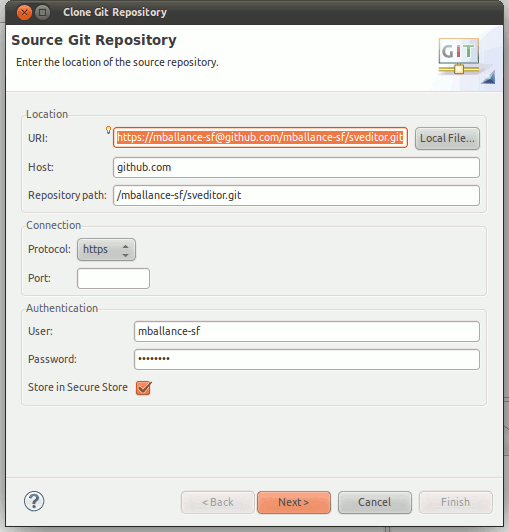 Clone Git Repository
Source Git Repository
Enter the location of the source repository.
GIT
Location
URI: https://mballance-sf@github.com/mballance-sf/sveditor.git Local File...
Host: github.com
Repository path: /mballance-sf/sveditor.git
Connection
Protocol: https
Port:
Authentication
User: mballance-sf
Password: ••••••••
Store in Secure Store
? < Back Next > Cancel Finish